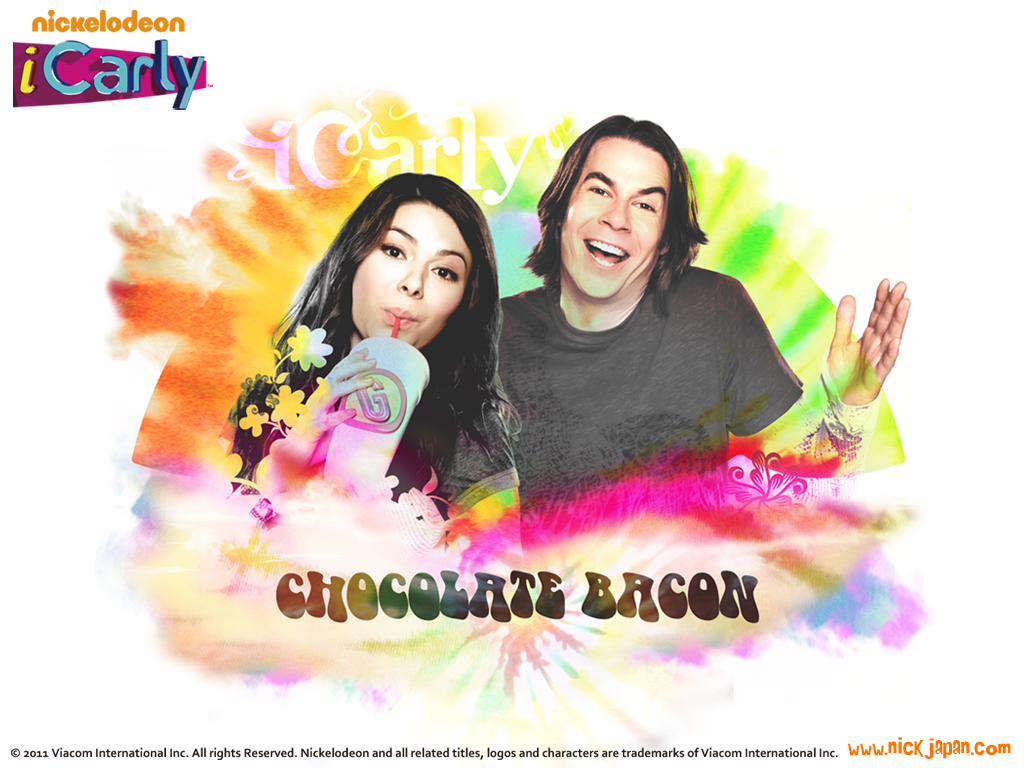 nickelodeon
iCarly™
iCarly
G
CHOCOLATE BACON
© 2011 Viacom International Inc. All rights Reserved. Nickelodeon and all related titles, logos and characters are trademarks of Viacom International Inc.
www.nickjapan.com